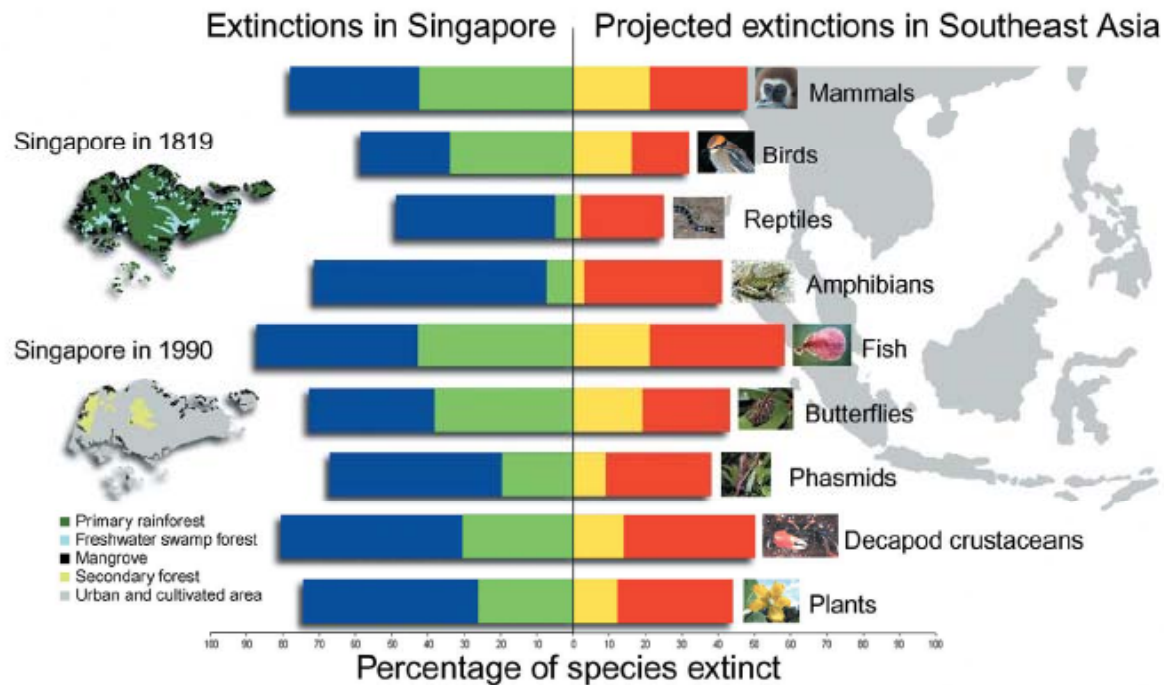 Extinctions in Singapore
Projected extinctions in Southeast Asia
Mammals
Singapore in 1819
Birds
Reptiles
Amphibians
Singapore in 1990
Fish
Butterflies
Phasmids
Primary rainforest
Freshwater swamp forest
Mangrove
Secondary forest
Urban and cultivated area
Decapod crustaceans
Plants
100 90 80 70 60 50 40 30 20 10 0 10 20 30 40 50 60 70 80 90 100
Percentage of species extinct